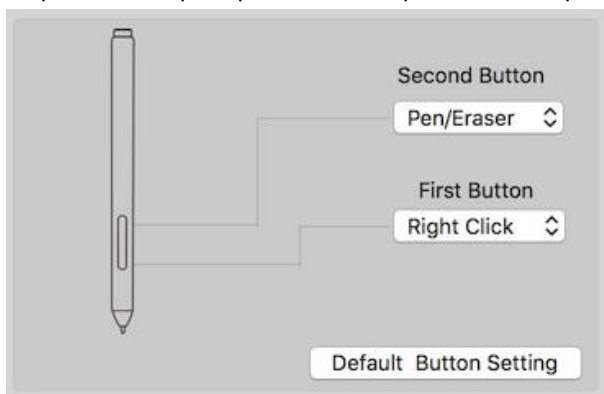 Second Button
Pen/Eraser
First Button
Right Click
Default Button Setting